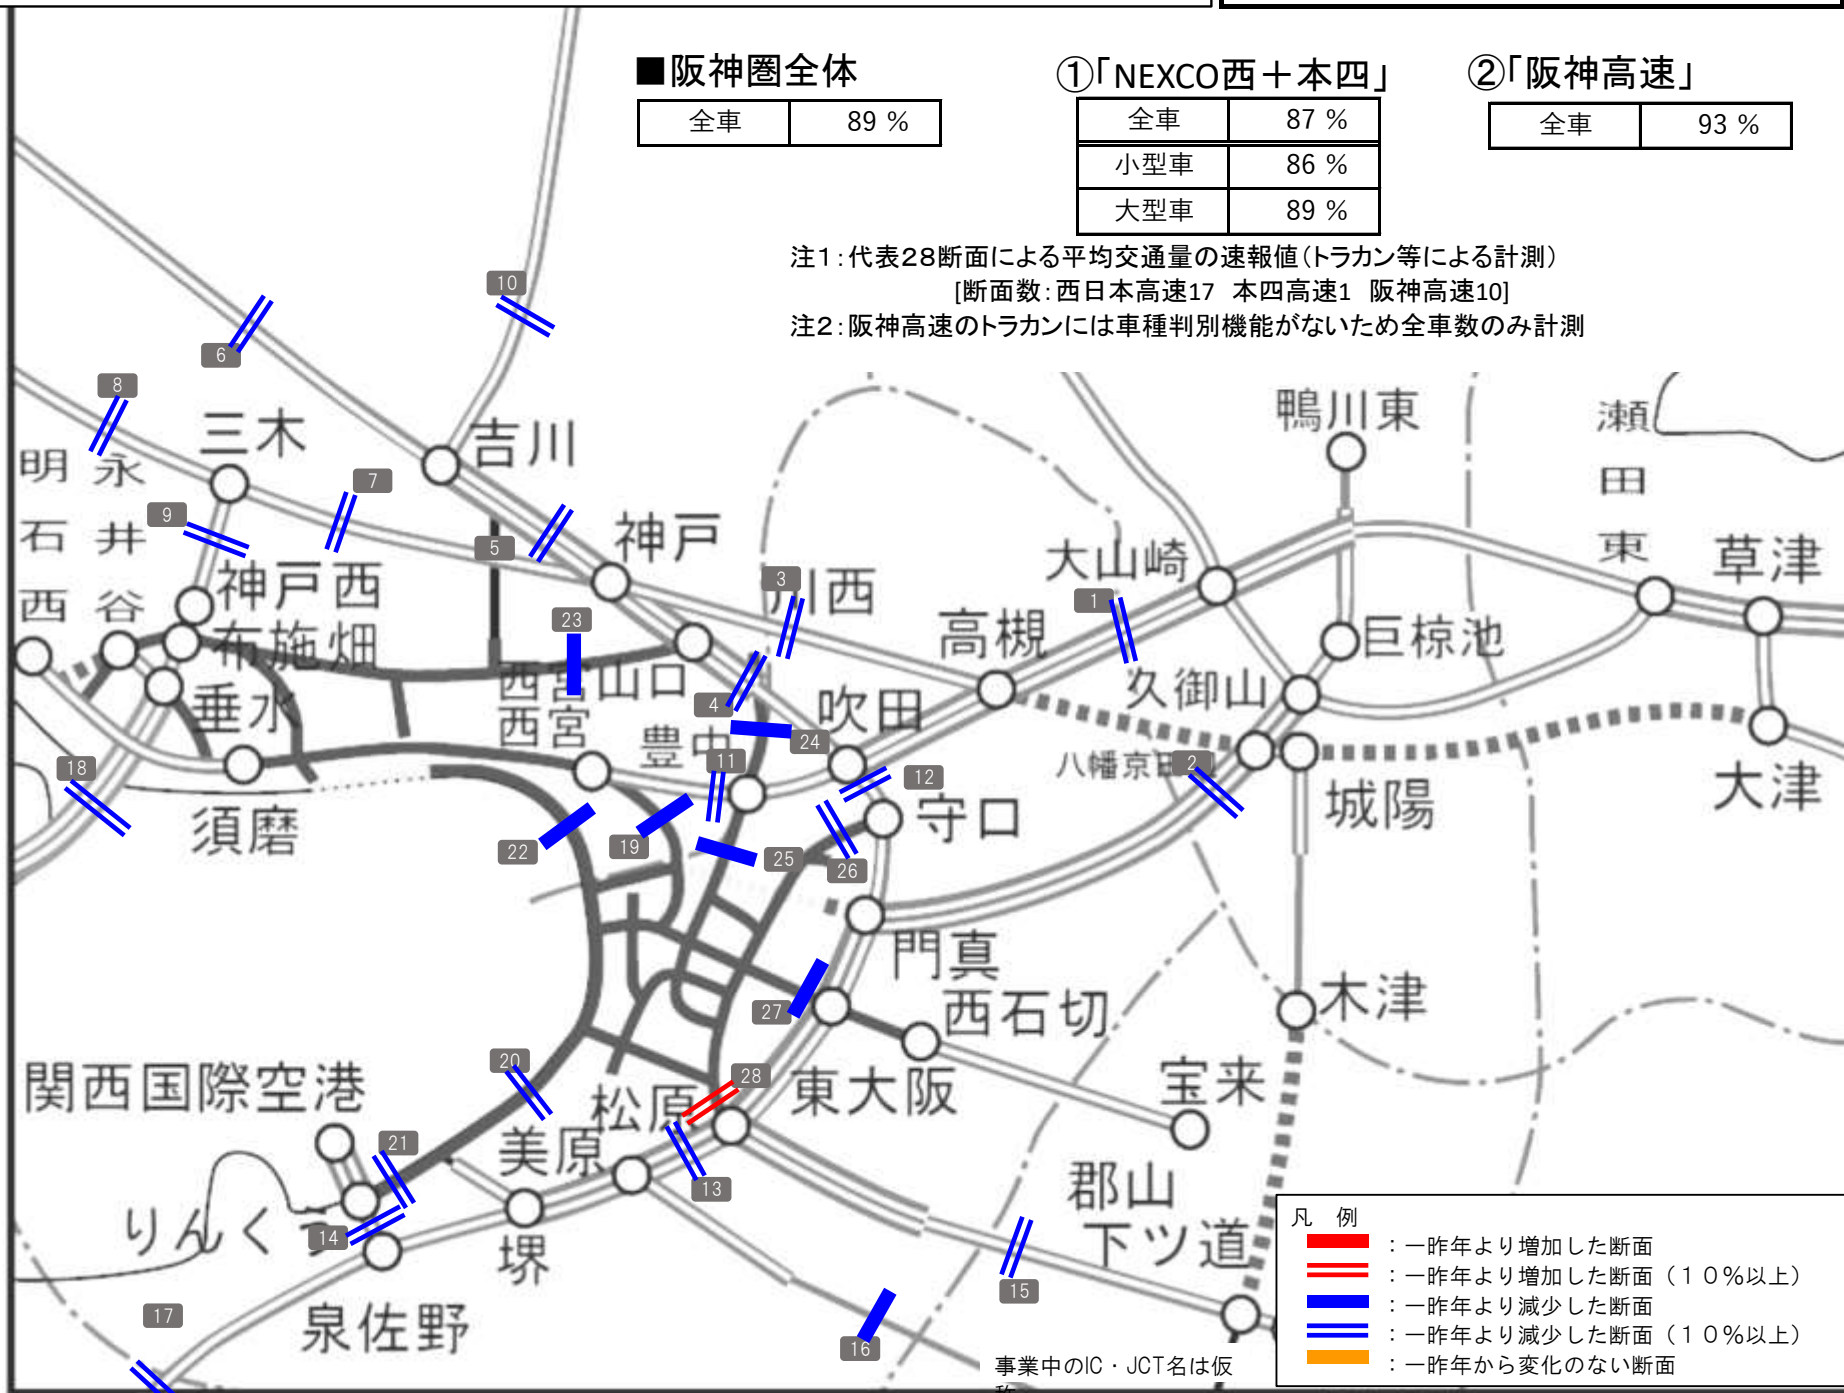 ■阪神圏全体
全車 89 %
①「NEXCO西＋本四」
全車 87 %
小型車 86 %
大型車 89 %
②「阪神高速」
全車 93 %
注1：代表28断面による平均交通量の速報値（トラカン等による計測）
[断面数：西日本高速17 本四高速1 阪神高速10]
注2：阪神高速のトラカンには車種判別機能がないため全車数のみ計測
10
6
8
三木
吉川
鴨川東
瀬田東
明石西
永井谷
7
9
5
神戸
大山崎
草津
神戸西
3
川西
1
布施畑
23
高槻
巨椋池
西宮山口
久御山
垂水
4
吹田
西宮
豊中
24
八幡京田
2
18
11
12
城陽
大津
須磨
守口
22
19
25
26
門真
27
西石切
木津
20
関西国際空港
28
松原
東大阪
宝来
21
美原
13
郡山
りんくう
14
堺
下ツ道
15
17
泉佐野
16
事業中のIC・JCT名は仮
称
凡 例
：一昨年より増加した断面
：一昨年より増加した断面（１０％以上）
：一昨年より減少した断面
：一昨年より減少した断面（１０％以上）
：一昨年から変化のない断面